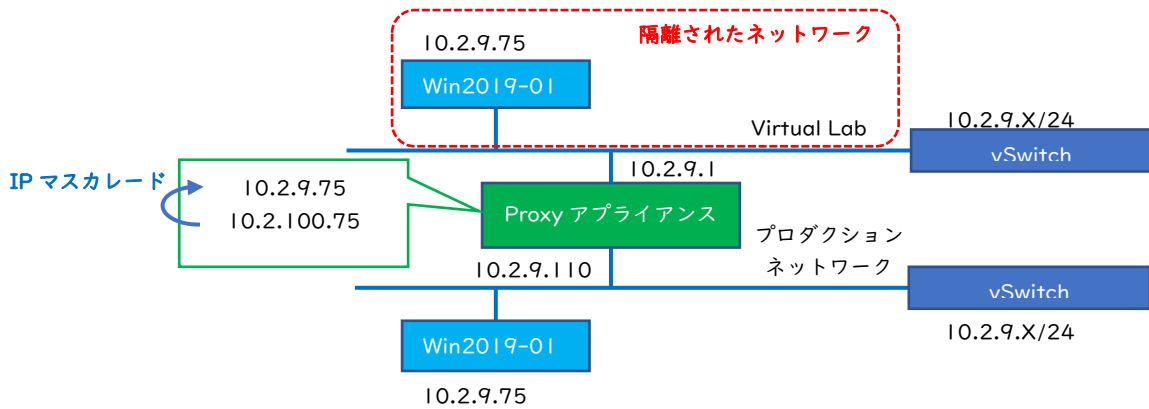 隔離されたネットワーク
10.2.9.75
Win2019-01
Virtual Lab
10.2.9.X/24
vSwitch
IP マスカレード
10.2.9.75
10.2.100.75
10.2.9.1
Proxy アプライアンス
プロダクション
ネットワーク
10.2.9.110
vSwitch
10.2.9.X/24
Win2019-01
10.2.9.75